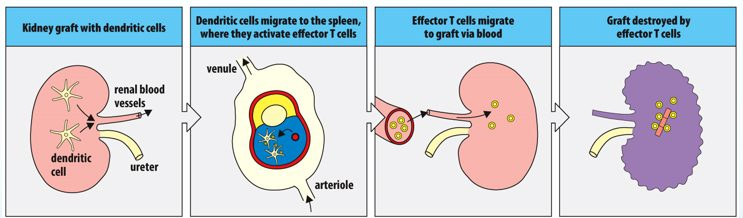 Kidney graft with dendritic cells
renal blood
vessels
dendritic
cell
ureter
Dendritic cells migrate to the spleen,
where they activate effector T cells
venule
arteriole
Effector T cells migrate
to graft via blood
Graft destroyed by
effector T cells